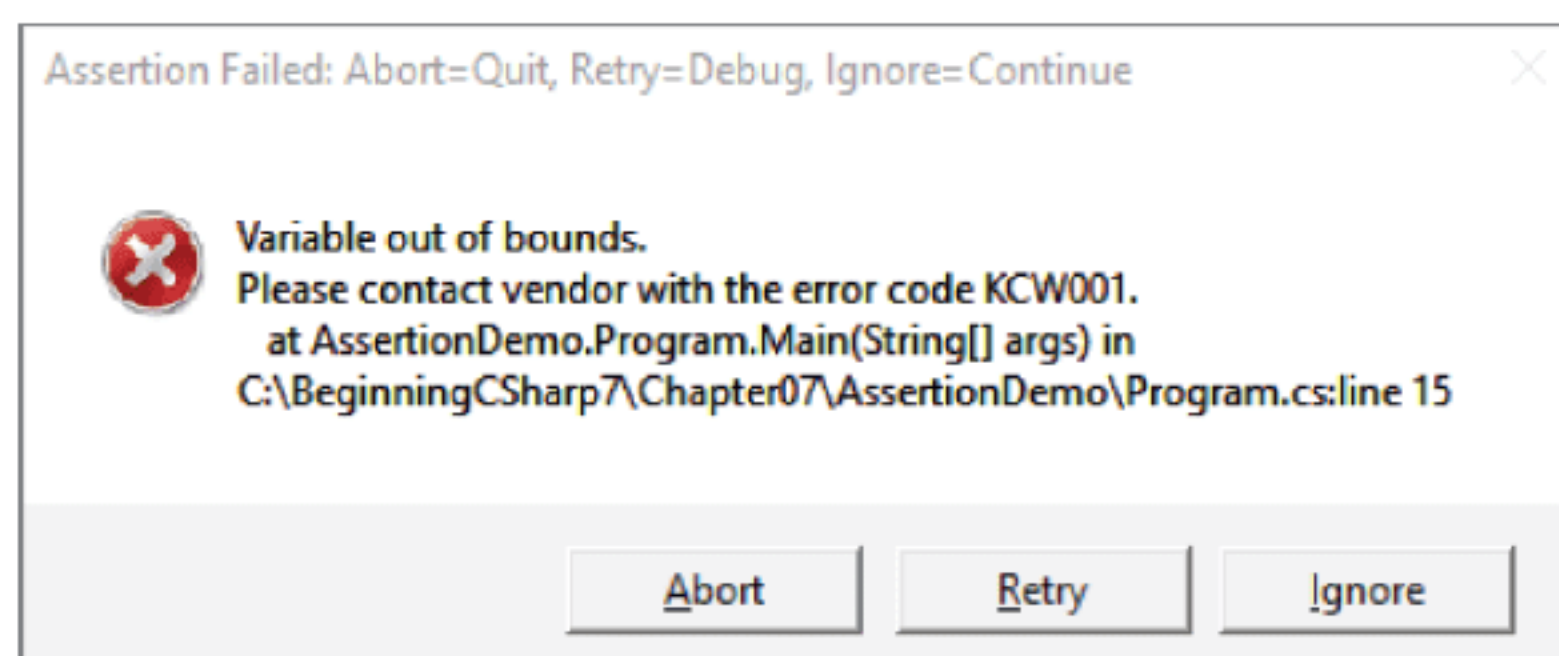 Assertion Failed: Abort=Quit, Retry=Debug, Ignore=Continue
Variable out of bounds.
Please contact vendor with the error code KCW001.
at AssertionDemo.Program.Main(String[] args) in
C:\BeginningCSharp7\Chapter07\AssertionDemo\Program.cs:line 15
Abort Retry Ignore